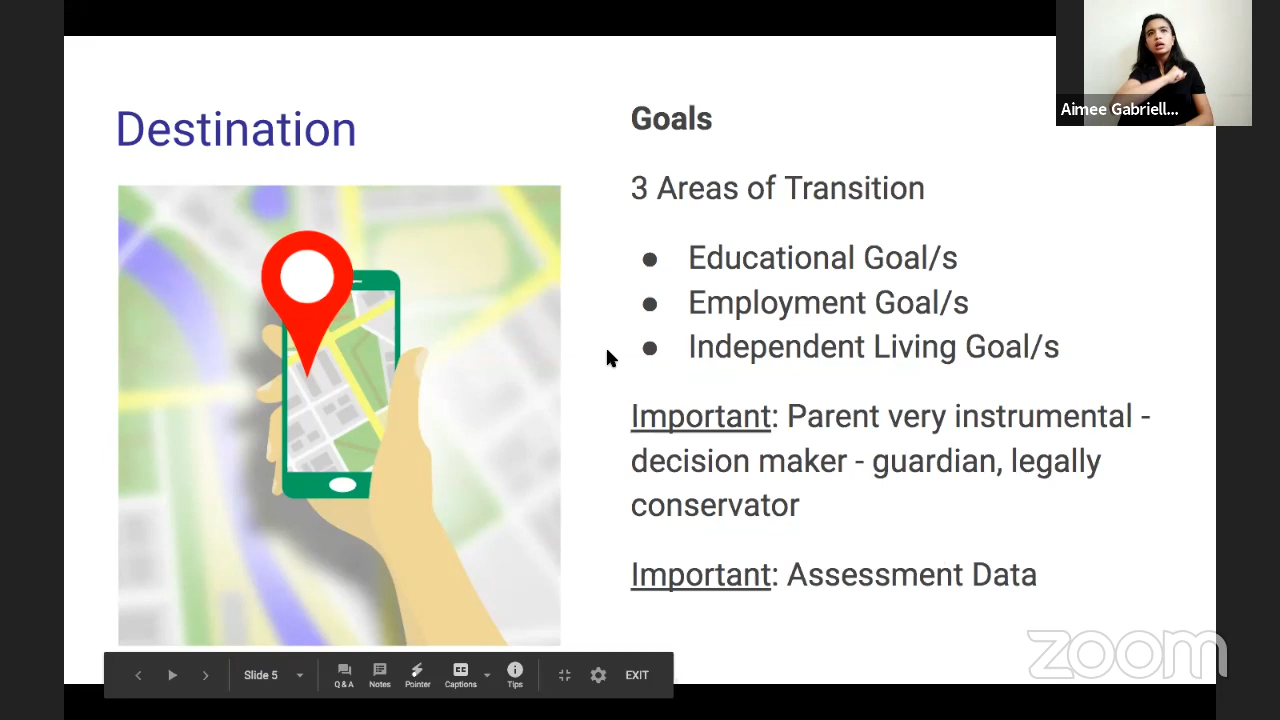 Aimee Gabriell...
Destination
Goals
3 Areas of Transition
● Educational Goal/s
● Employment Goal/s
● Independent Living Goal/s
Important: Parent very instrumental -
decision maker - guardian, legally
conservator
Important: Assessment Data
zoom
Slide 5
Q & A
Notes
Pointer
CC
Captions
Tips
EXIT